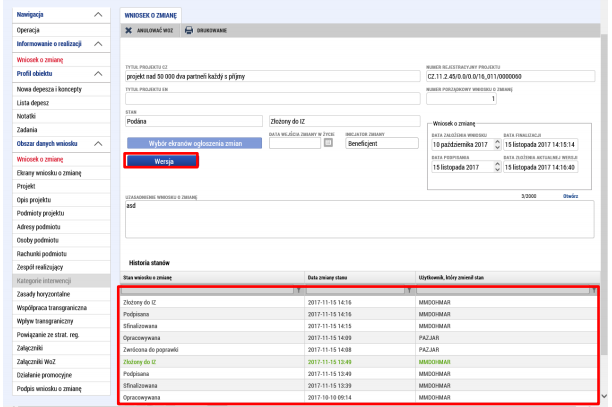 Nawigacja
Operacja
Informowanie o realizacji
Wniosek o zmianę
Profil obiektu
Nowa depesza i koncepty
Lista depesz
Notatki
Zadania
Obszar danych wniosku
Wniosek o zmianę
Ekrany wniosku o zmianę
Projekt
Opis projektu
Podmioty projektu
Adresy podmiotu
Osoby podmiotu
Rachunki podmiotu
Zespół realizujący
Kategorie interwencji
Zasady horyzontalne
Współpraca transgraniczna
Wpływ transgraniczny
Powiązanie ze strat. reg.
Załączniki
Załączniki WoZ
Działanie promocyjne
Podpis wniosku o zmianę
WNIOSEK O ZMIANĘ
ANULOWAĆ WOZ DRUKOWANIE
TYTUŁ PROJEKTU CZ
projekt nad 50 000 dva partneři každý s příjmy
NUMER REJESTRACYJNY PROJEKTU
CZ.11.2.45/0.0/0.0/16_011/0000060
TYTUŁ PROJEKTU EN
NUMER PORZĄDKOWY WNIOSKU O ZMIANĘ
1
STAN
Podána
Złożony do IZ
Wybór ekranów ogłoszenia zmian
DATA WEJŚCIA ZMIANY W ŻYCIE
INICJATOR ZMIANY
Beneficjent
Wersja
Wniosek o zmianę
DATA ZAŁOŻENIA WNIOSKU DATA FINALIZACJI
10 października 2017 15 listopada 2017 14:15:14
DATA PODPISANIA DATA ZŁOŻENIA AKTUALNEJ WERSJI
15 listopada 2017 15 listopada 2017 14:16:40
UZASADNIENIE WNIOSKU O ZMIANĘ
3/2000 Otwórz
asd
Historia stanów
Stan wniosku o zmianę Data zmiany stanu Użytkownik, który zmienił stan
Złożony do IZ 2017-11-15 14:16 MMDOHMAR
Podpisana 2017-11-15 14:16 MMDOHMAR
Sfinalizowana 2017-11-15 14:15 MMDOHMAR
Opracowywana 2017-11-15 14:09 PAZJAR
Zwrócona do poprawki 2017-11-15 14:08 PAZJAR
Złożony do IZ 2017-11-15 13:49 MMDOHMAR
Podpisana 2017-11-15 13:49 MMDOHMAR
Sfinalizowana 2017-11-15 13:39 MMDOHMAR
Opracowywana 2017-10-10 09:14 MMDOHMAR